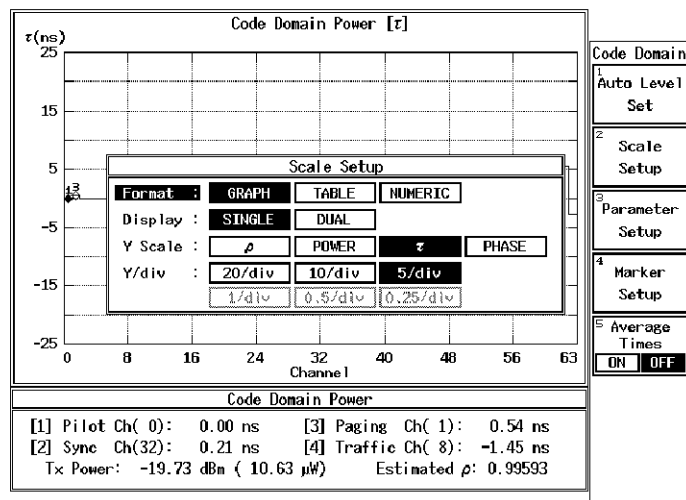 Code Domain Power [τ]
τ(ns)
25
15
5
-5
-15
-25
1 3
0 8 16 24 32 40 48 56 63
Channel
Scale Setup
Format : GRAPH TABLE NUMERIC
Display : SINGLE DUAL
Y Scale : ρ POWER τ PHASE
Y/div : 20/div 10/div 5/div
1/div 0.5/div 0.25/div
Code Domain Power
[1] Pilot Ch( 0): 0.00 ns [3] Paging Ch( 1): 0.54 ns
[2] Sync Ch(32): 0.21 ns [4] Traffic Ch( 8): -1.45 ns
Tx Power: -19.73 dBm ( 10.63 µW) Estimated ρ: 0.99593
Code Domain
1
Auto Level
Set
2
Scale
Setup
3
Parameter
Setup
4
Marker
Setup
5
Average
Times
ON OFF